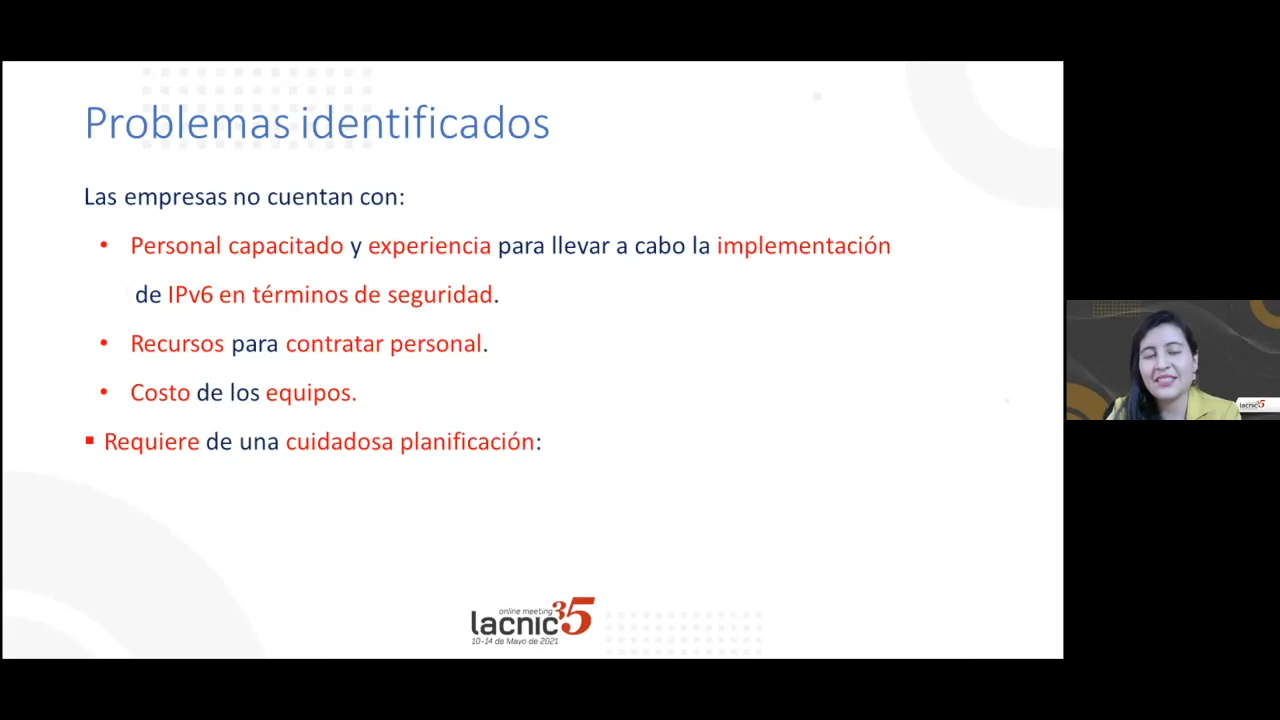 Problemas identificados
Las empresas no cuentan con:
• Personal capacitado y experiencia para llevar a cabo la implementación
de IPv6 en términos de seguridad.
• Recursos para contratar personal.
• Costo de los equipos.
▪ Requiere de una cuidadosa planificación:
online meeting
lacnic35
10-14 de Mayo de 2021
lacnic35